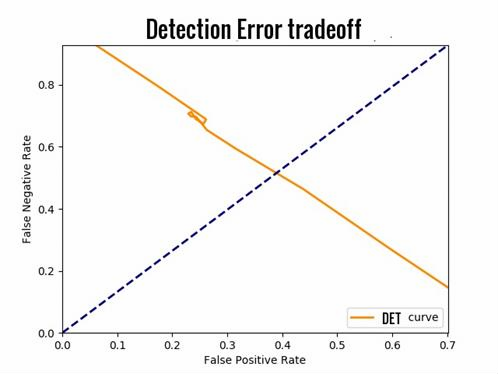 Detection Error tradeoff
0.8
0.6
0.4
0.2
0.0
False Negative Rate
0.0 0.1 0.2 0.3 0.4 0.5 0.6 0.7
False Positive Rate
DET curve